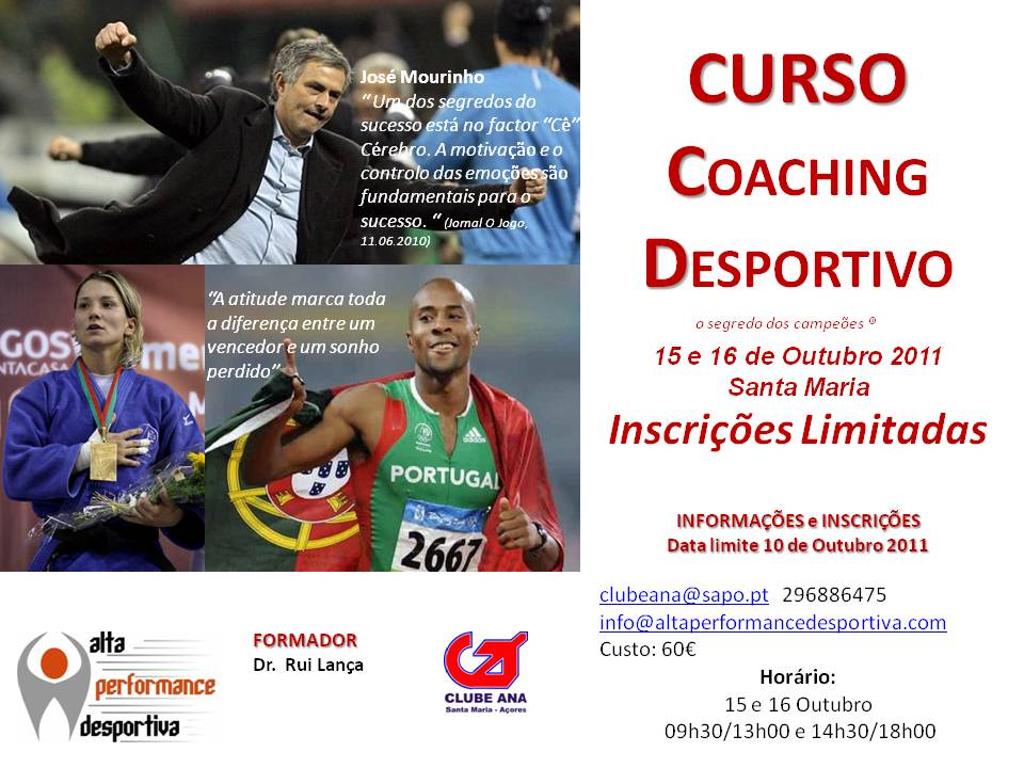 José Mourinho
“ Um dos segredos do
sucesso está no factor “Cê”
Cérebro. A motivação e o
controlo das emoções são
fundamentais para o
sucesso. “ (Jornal O Jogo,
11.06.2010)
“A atitude marca toda
a diferença entre um
vencedor e um sonho
perdido”
GOS
NTACASA
me
PORTUGAL
2667
CURSO
COACHING
DESPORTIVO
o segredo dos campeões ®
15 e 16 de Outubro 2011
Santa Maria
Inscrições Limitadas
INFORMAÇÕES e INSCRIÇÕES
Data limite 10 de Outubro 2011
clubeana@sapo.pt 296886475
info@altaperformancedesportiva.com
Custo: 60€
Horário:
15 e 16 Outubro
09h30/13h00 e 14h30/18h00
alta
performance
desportiva
FORMADOR
Dr. Rui Lança
CLUBE ANA
Santa Maria - Açores